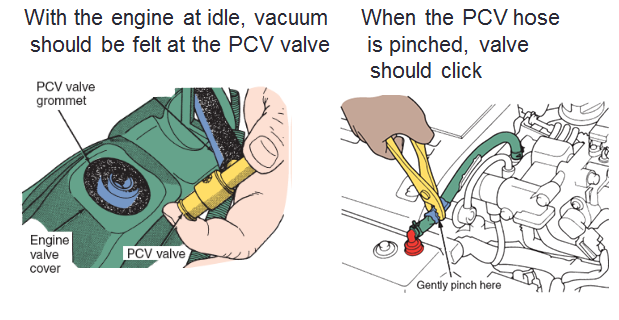 With the engine at idle, vacuum
should be felt at the PCV valve
When the PCV hose
is pinched, valve
should click
PCV valve
grommet
Engine
valve
cover
PCV valve
Gently pinch here